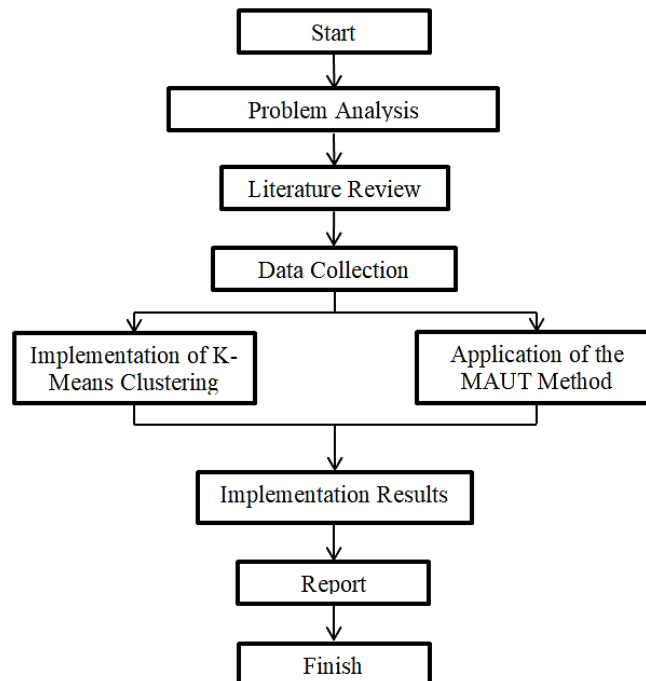 Start
Problem Analysis
Literature Review
Data Collection
Implementation of K-
Means Clustering
Application of the
MAUT Method
Implementation Results
Report
Finish